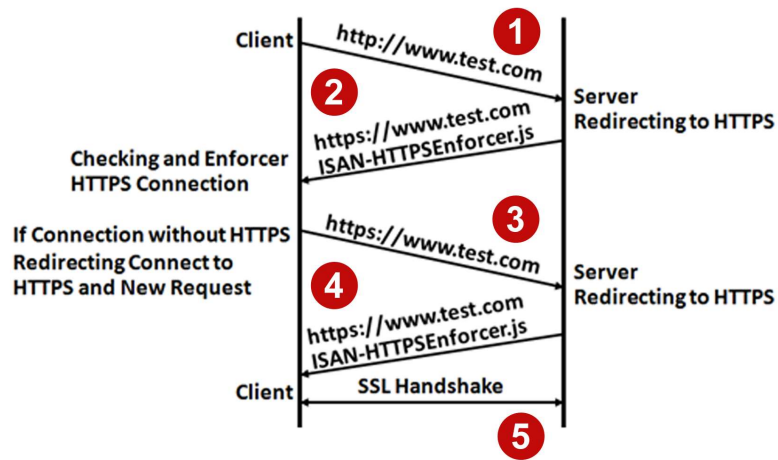 1
Client
http://www.test.com
2
Server
Redirecting to HTTPS
https://www.test.com
ISAN-HTTPSEnforcer.js
Checking and Enforcer
HTTPS Connection
3
If Connection without HTTPS
Redirecting Connect to
HTTPS and New Request
https://www.test.com
4
Server
Redirecting to HTTPS
https://www.test.com
ISAN-HTTPSEnforcer.js
Client
SSL Handshake
5